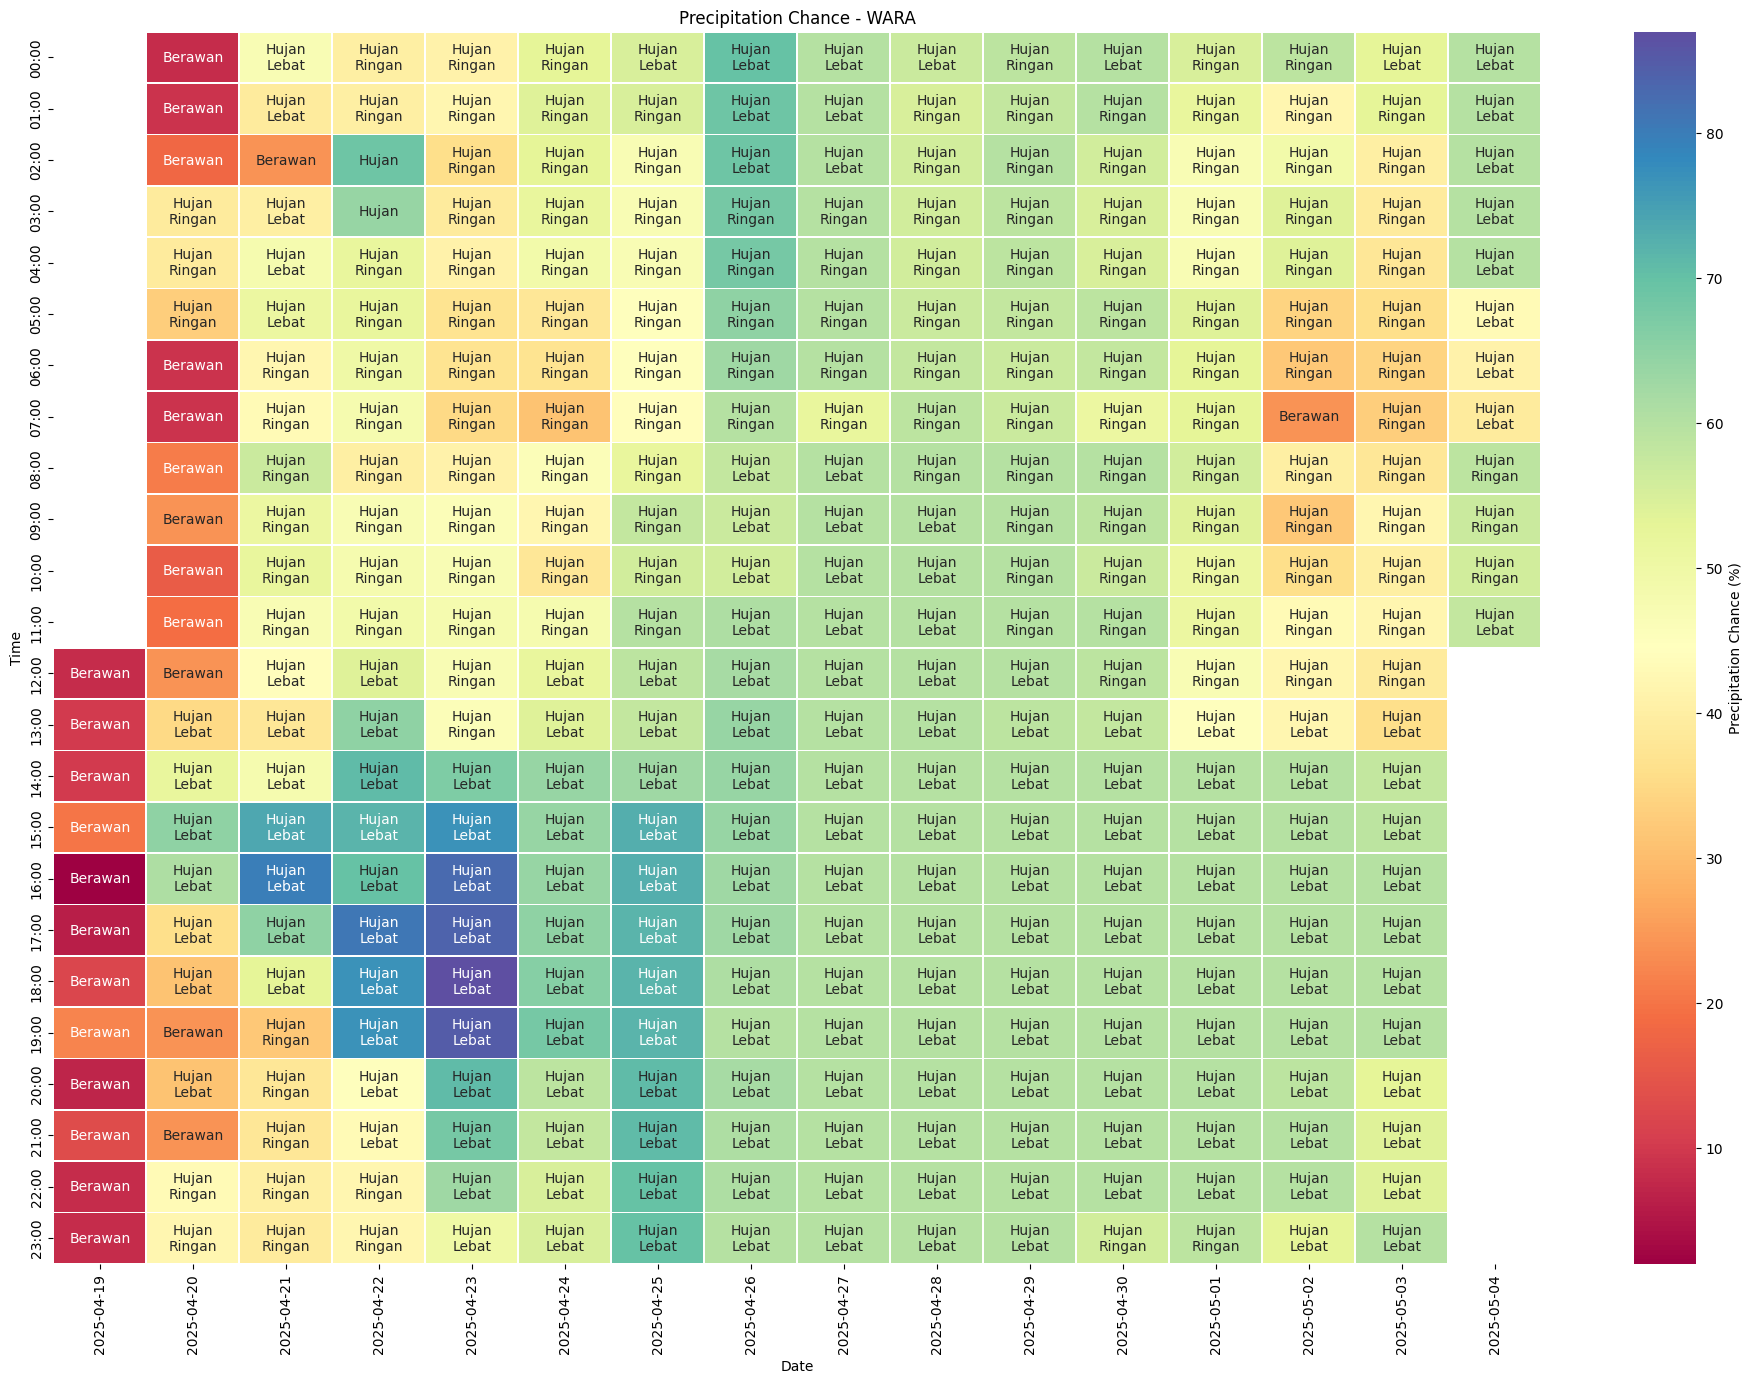 Precipitation Chance - WARA
00:00 Berawan Hujan Lebat Hujan Ringan Hujan Ringan Hujan Ringan Hujan Lebat Hujan Lebat Hujan Lebat Hujan Lebat Hujan Ringan Hujan Lebat Hujan Ringan Hujan Ringan Hujan Lebat Hujan Lebat
01:00 Berawan Hujan Lebat Hujan Ringan Hujan Ringan Hujan Ringan Hujan Ringan Hujan Lebat Hujan Lebat Hujan Ringan Hujan Ringan Hujan Ringan Hujan Ringan Hujan Ringan Hujan Ringan Hujan Lebat
02:00 Berawan Berawan Hujan Hujan Ringan Hujan Ringan Hujan Ringan Hujan Lebat Hujan Lebat Hujan Ringan Hujan Ringan Hujan Ringan Hujan Ringan Hujan Ringan Hujan Ringan Hujan Lebat
03:00 Hujan Ringan Hujan Lebat Hujan Hujan Ringan Hujan Ringan Hujan Ringan Hujan Ringan Hujan Ringan Hujan Ringan Hujan Ringan Hujan Ringan Hujan Ringan Hujan Ringan Hujan Ringan Hujan Lebat
04:00 Hujan Ringan Hujan Lebat Hujan Ringan Hujan Ringan Hujan Ringan Hujan Ringan Hujan Ringan Hujan Ringan Hujan Ringan Hujan Ringan Hujan Ringan Hujan Ringan Hujan Ringan Hujan Ringan Hujan Lebat
05:00 Hujan Ringan Hujan Lebat Hujan Ringan Hujan Ringan Hujan Ringan Hujan Ringan Hujan Ringan Hujan Ringan Hujan Ringan Hujan Ringan Hujan Ringan Hujan Ringan Hujan Ringan Hujan Ringan Hujan Lebat
06:00 Berawan Hujan Ringan Hujan Ringan Hujan Ringan Hujan Ringan Hujan Ringan Hujan Ringan Hujan Ringan Hujan Ringan Hujan Ringan Hujan Ringan Hujan Ringan Hujan Ringan Hujan Ringan Hujan Lebat
07:00 Berawan Hujan Ringan Hujan Ringan Hujan Ringan Hujan Ringan Hujan Ringan Hujan Ringan Hujan Ringan Hujan Ringan Hujan Ringan Hujan Ringan Hujan Ringan Berawan Hujan Ringan Hujan Lebat
08:00 Berawan Hujan Ringan Hujan Ringan Hujan Ringan Hujan Ringan Hujan Ringan Hujan Lebat Hujan Lebat Hujan Ringan Hujan Ringan Hujan Ringan Hujan Ringan Hujan Ringan Hujan Ringan Hujan Ringan
09:00 Berawan Hujan Ringan Hujan Ringan Hujan Ringan Hujan Ringan Hujan Ringan Hujan Lebat Hujan Lebat Hujan Lebat Hujan Ringan Hujan Ringan Hujan Ringan Hujan Ringan Hujan Ringan Hujan Ringan
10:00 Berawan Hujan Ringan Hujan Ringan Hujan Ringan Hujan Ringan Hujan Ringan Hujan Lebat Hujan Lebat Hujan Lebat Hujan Ringan Hujan Ringan Hujan Ringan Hujan Ringan Hujan Ringan Hujan Ringan
11:00 Berawan Hujan Ringan Hujan Ringan Hujan Ringan Hujan Ringan Hujan Ringan Hujan Lebat Hujan Lebat Hujan Lebat Hujan Ringan Hujan Ringan Hujan Ringan Hujan Ringan Hujan Ringan Hujan Lebat
12:00 Berawan Berawan Hujan Lebat Hujan Lebat Hujan Ringan Hujan Lebat Hujan Lebat Hujan Lebat Hujan Lebat Hujan Lebat Hujan Lebat Hujan Ringan Hujan Ringan Hujan Ringan Hujan Ringan
13:00 Berawan Hujan Lebat Hujan Lebat Hujan Lebat Hujan Ringan Hujan Lebat Hujan Lebat Hujan Lebat Hujan Lebat Hujan Lebat Hujan Lebat Hujan Lebat Hujan Lebat Hujan Lebat Hujan Lebat
14:00 Berawan Hujan Lebat Hujan Lebat Hujan Lebat Hujan Lebat Hujan Lebat Hujan Lebat Hujan Lebat Hujan Lebat Hujan Lebat Hujan Lebat Hujan Lebat Hujan Lebat Hujan Lebat Hujan Lebat
15:00 Berawan Hujan Lebat Hujan Lebat Hujan Lebat Hujan Lebat Hujan Lebat Hujan Lebat Hujan Lebat Hujan Lebat Hujan Lebat Hujan Lebat Hujan Lebat Hujan Lebat Hujan Lebat Hujan Lebat
16:00 Berawan Hujan Lebat Hujan Lebat Hujan Lebat Hujan Lebat Hujan Lebat Hujan Lebat Hujan Lebat Hujan Lebat Hujan Lebat Hujan Lebat Hujan Lebat Hujan Lebat Hujan Lebat Hujan Lebat
17:00 Berawan Hujan Lebat Hujan Lebat Hujan Lebat Hujan Lebat Hujan Lebat Hujan Lebat Hujan Lebat Hujan Lebat Hujan Lebat Hujan Lebat Hujan Lebat Hujan Lebat Hujan Lebat Hujan Lebat
18:00 Berawan Hujan Lebat Hujan Lebat Hujan Lebat Hujan Lebat Hujan Lebat Hujan Lebat Hujan Lebat Hujan Lebat Hujan Lebat Hujan Lebat Hujan Lebat Hujan Lebat Hujan Lebat Hujan Lebat
19:00 Berawan Berawan Hujan Ringan Hujan Lebat Hujan Lebat Hujan Lebat Hujan Lebat Hujan Lebat Hujan Lebat Hujan Lebat Hujan Lebat Hujan Lebat Hujan Lebat Hujan Lebat Hujan Lebat
20:00 Berawan Hujan Lebat Hujan Ringan Hujan Lebat Hujan Lebat Hujan Lebat Hujan Lebat Hujan Lebat Hujan Lebat Hujan Lebat Hujan Lebat Hujan Lebat Hujan Lebat Hujan Lebat Hujan Lebat
21:00 Berawan Berawan Hujan Ringan Hujan Lebat Hujan Lebat Hujan Lebat Hujan Lebat Hujan Lebat Hujan Lebat Hujan Lebat Hujan Lebat Hujan Lebat Hujan Lebat Hujan Lebat Hujan Lebat
22:00 Berawan Hujan Ringan Hujan Ringan Hujan Ringan Hujan Lebat Hujan Lebat Hujan Lebat Hujan Lebat Hujan Lebat Hujan Lebat Hujan Lebat Hujan Lebat Hujan Lebat Hujan Lebat Hujan Lebat
23:00 Berawan Hujan Ringan Hujan Ringan Hujan Ringan Hujan Lebat Hujan Lebat Hujan Lebat Hujan Lebat Hujan Lebat Hujan Lebat Hujan Lebat Hujan Ringan Hujan Ringan Hujan Lebat Hujan Lebat
Time
2025-04-19 2025-04-20 2025-04-21 2025-04-22 2025-04-23 2025-04-24 2025-04-25 2025-04-26 2025-04-27 2025-04-28 2025-04-29 2025-04-30 2025-05-01 2025-05-02 2025-05-03 2025-05-04
Date
80
70
60
50
40
30
20
10
Precipitation Chance (%)